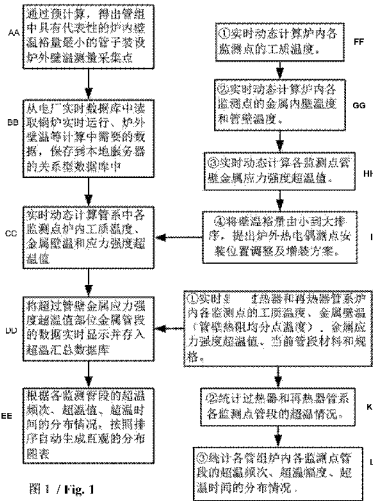 AA
通过预计算，得出管组中
具有代表性的炉内壁温
裕量最小的管子装设
炉外壁温测量采集点
BB
从电厂实时数据库中读
取锅炉实时运行、炉外
壁温等计算中需要的数
据，保存到本地服务器
的关系型数据库中
CC
实时动态计算管系中各
监测点炉内工质温度、
金属壁温和应力强度超
温值
DD
将超过管壁金属应力强
度超温值部位金属管段
的数据实时显示并存入
超温汇总数据库
EE
根据各监测管段的超温
频次、超温值、超温时
间的分布情况，按照排
序自动生成直观的分布
图表
FF
①实时动态计算炉内各
监测点的工质温度。
GG
②实时动态计算炉内各
监测点的金属内壁温度
和管壁温度。
HH
③实时动态计算各监测点管
壁金属应力强度超温值。
I
④将壁温裕量由小到大排
序，提出炉外热电偶测点安
装位置调整及增装方案。
①实时 过热器和再热器管系炉
内各监测点的工质温度、金属壁温
（管壁热阻均分点温度）、金属应
力强度超温值、当前管段材料和规
格。
K
②统计过热器和再热器管系
各监测点管段的超温情况。
L
③统计各管组炉内各监测点管
段的超温频次、超温幅度、超
温时间的分布情况
图 1 / Fig. 1